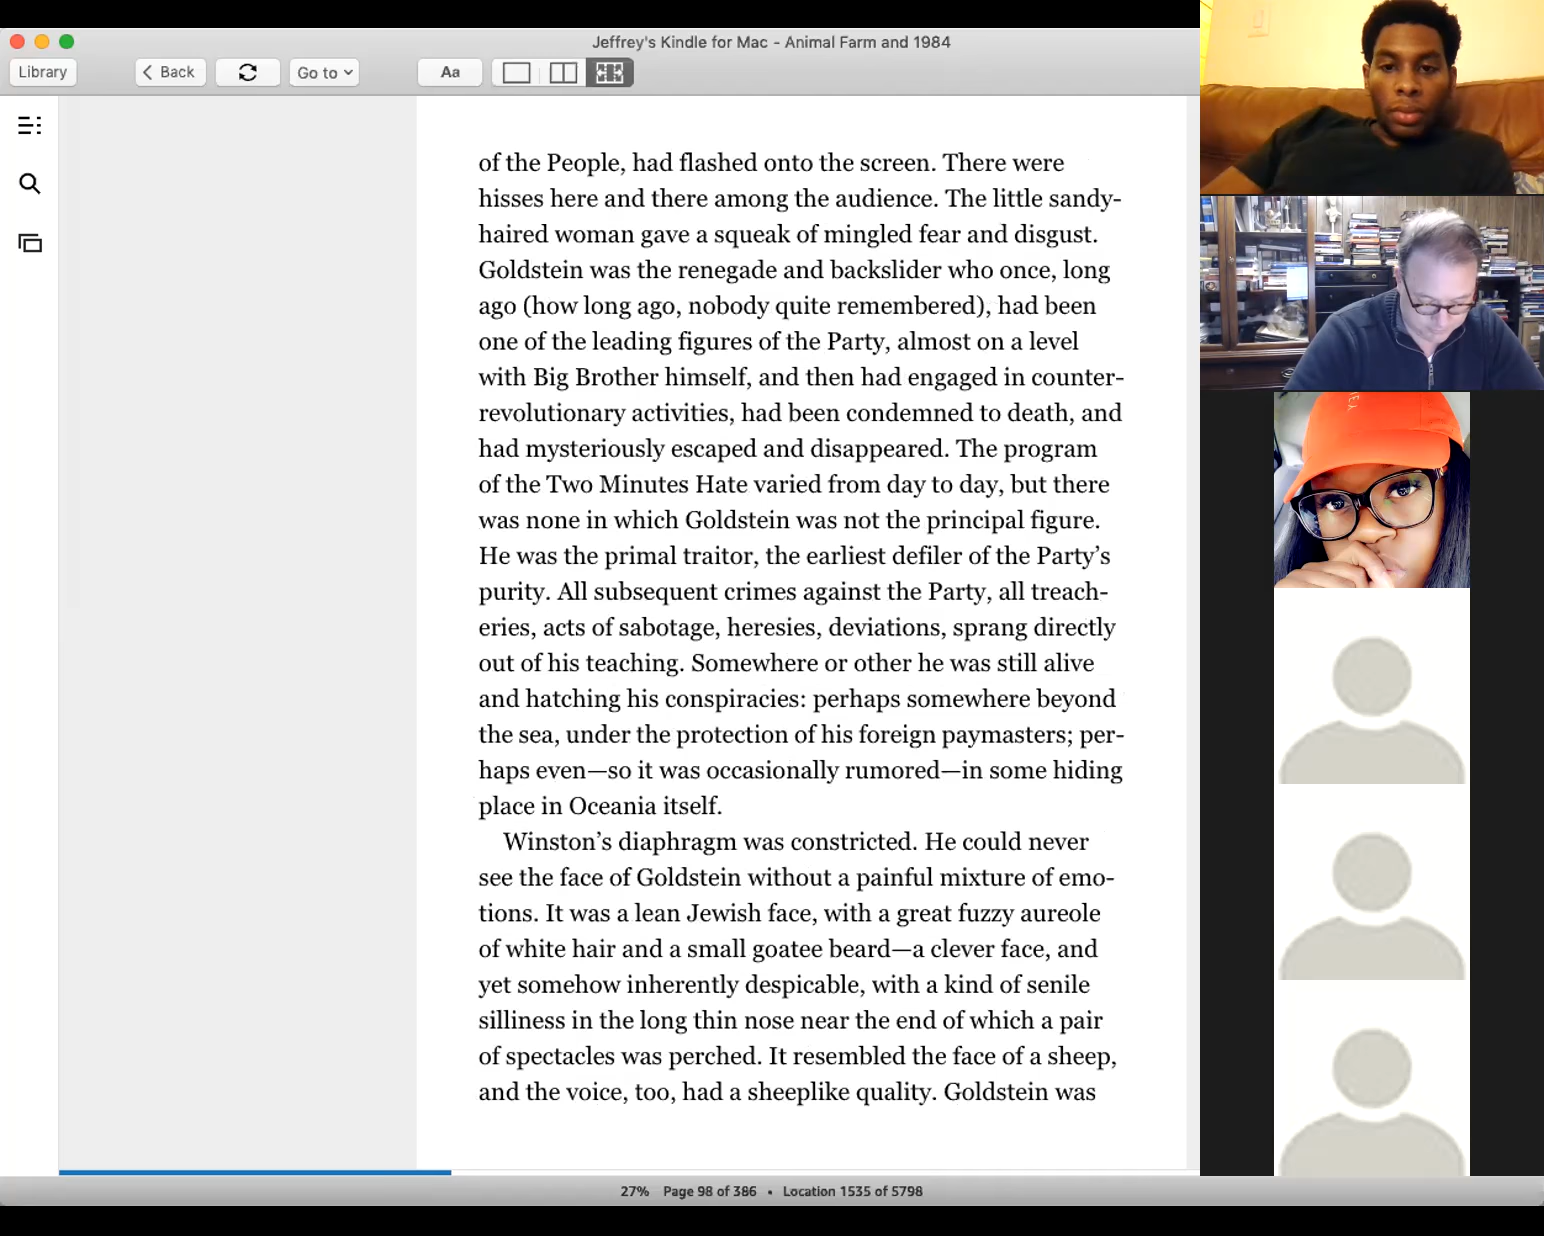 Jeffrey's Kindle for Mac - Animal Farm and 1984
Library
Back
Go to
Aa
of the People, had flashed onto the screen. There were
hisses here and there among the audience. The little sandy-
haired woman gave a squeak of mingled fear and disgust.
Goldstein was the renegade and backslider who once, long
ago (how long ago, nobody quite remembered), had been
one of the leading figures of the Party, almost on a level
with Big Brother himself, and then had engaged in counter-
revolutionary activities, had been condemned to death, and
had mysteriously escaped and disappeared. The program
of the Two Minutes Hate varied from day to day, but there
was none in which Goldstein was not the principal figure.
He was the primal traitor, the earliest defiler of the Party’s
purity. All subsequent crimes against the Party, all treach-
eries, acts of sabotage, heresies, deviations, sprang directly
out of his teaching. Somewhere or other he was still alive
and hatching his conspiracies: perhaps somewhere beyond
the sea, under the protection of his foreign paymasters; per-
haps even—so it was occasionally rumored—in some hiding
place in Oceania itself.
Winston’s diaphragm was constricted. He could never
see the face of Goldstein without a painful mixture of emo-
tions. It was a lean Jewish face, with a great fuzzy aureole
of white hair and a small goatee beard—a clever face, and
yet somehow inherently despicable, with a kind of senile
silliness in the long thin nose near the end of which a pair
of spectacles was perched. It resembled the face of a sheep,
and the voice, too, had a sheeplike quality. Goldstein was
27% Page 98 of 386 • Location 1535 of 5798